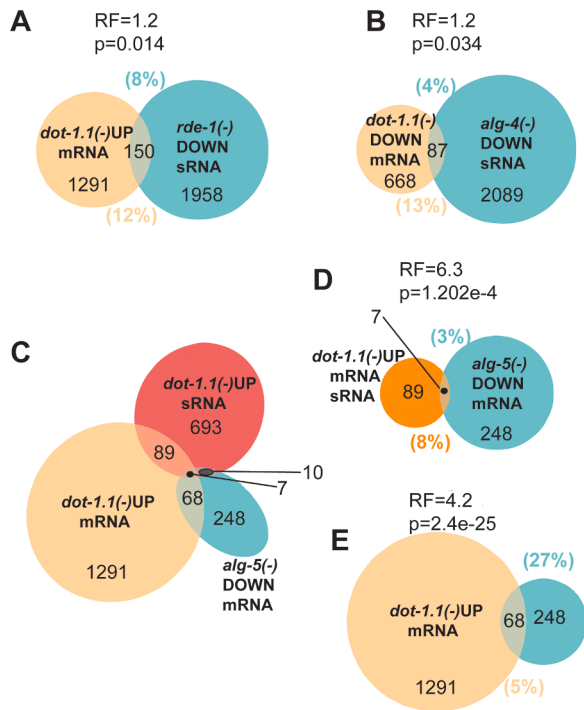 A
RF=1.2
p=0.014
(8%)
dot-1.1(-)UP
mRNA
150
rde-1(-)
DOWN
sRNA
1291
1958
(12%)
B
RF=1.2
p=0.034
(4%)
dot-1.1(-)
DOWN
mRNA
87
alg-4(-)
DOWN
sRNA
668
2089
(13%)
C
dot-1.1(-)UP
sRNA
693
89
10
7
dot-1.1(-)UP
mRNA
68
248
1291
alg-5(-)
DOWN
mRNA
D
RF=6.3
p=1.202e-4
7
(3%)
dot-1.1(-)UP
mRNA
sRNA
89
alg-5(-)
DOWN
mRNA
248
(8%)
E
RF=4.2
p=2.4e-25
(27%)
dot-1.1(-)UP
mRNA
68
248
1291
(5%)